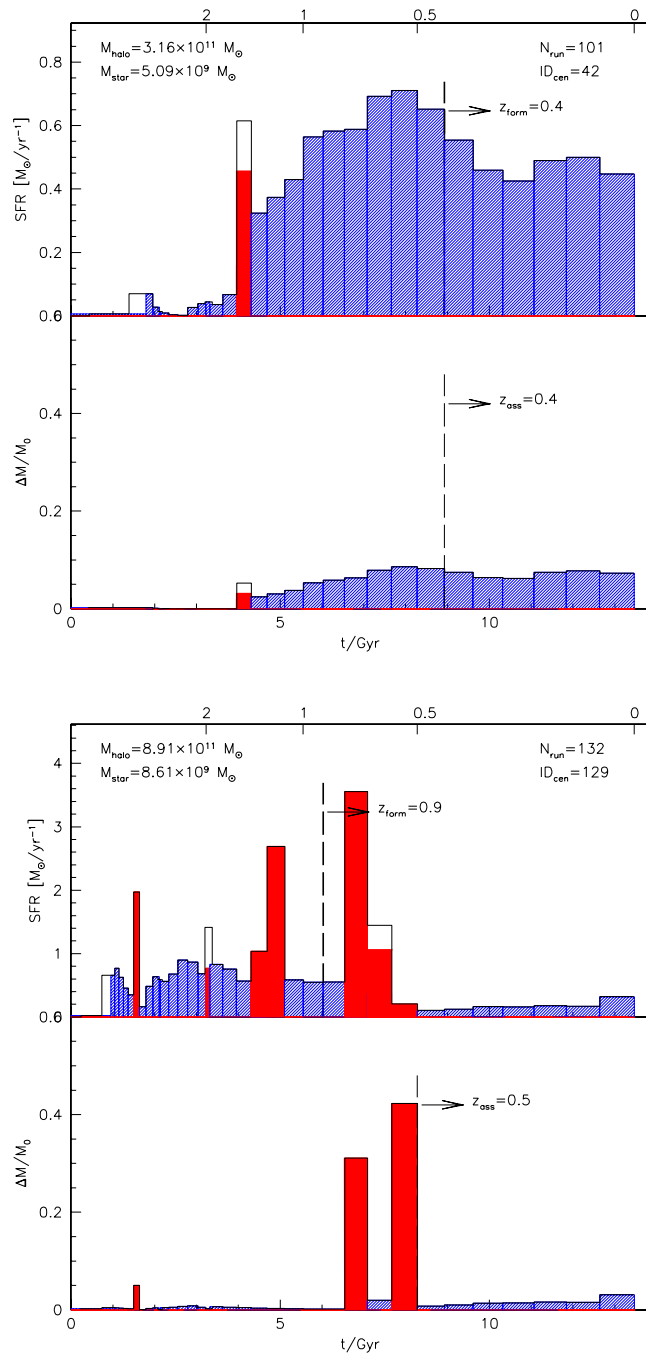 2 1 0.5 0
M_halo=3.16×10^11 M_⊙ N_run=101
M_star=5.09×10^9 M_⊙ ID_cen=42
0.8
z_form=0.4
0.6
SFR [M_⊙/yr^-1]
0.4
0.2
0.0
0.6
z_ass=0.4
0.4
ΔM/M_0
0.2
0
5 10
t/Gyr
2 1 0.5 0
M_halo=8.91×10^11 M_⊙ N_run=132
M_star=8.61×10^9 M_⊙ ID_cen=129
4
z_form=0.9
3
SFR [M_⊙/yr^-1]
2
1
0.6
z_ass=0.5
0.4
ΔM/M_0
0.2
0
5 10
t/Gyr